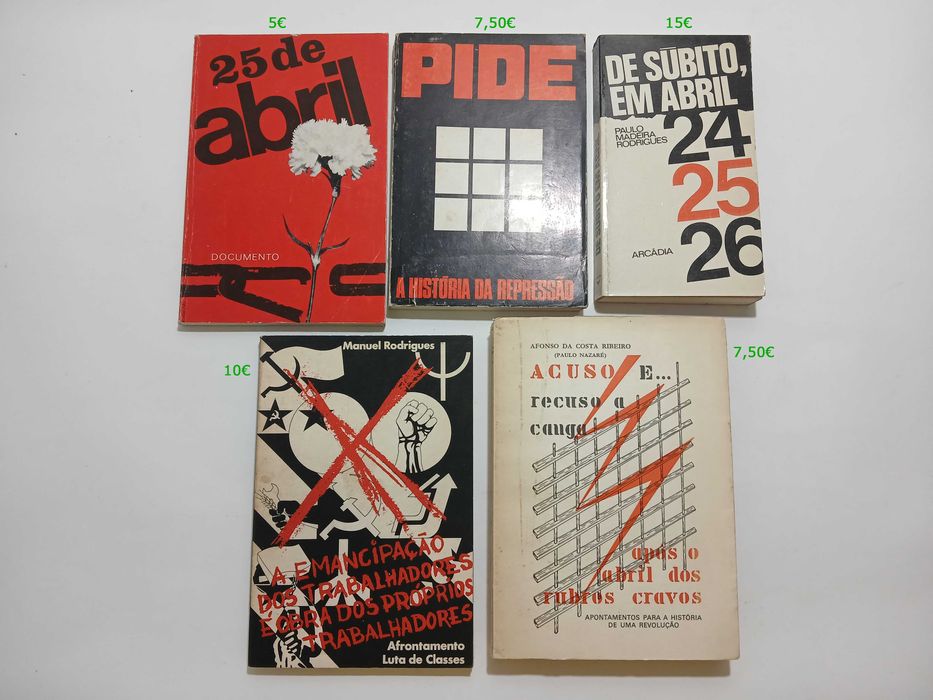 5€
7,50€
15€
25 de
abril
DOCUMENTO
PIDE
A HISTÓRIA DA REPRESSÃO
DE SÚBITO,
EM ABRIL
PAULO
MADEIRA
RODRIGUES
24
25
26
ARCÁDIA
10€
Manuel Rodrigues
A EMANCIPAÇÃO
DOS TRABALHADORES
É OBRA DOS PRÓPRIOS
TRABALHADORES
Afrontamento
Luta de Classes
7,50€
AFONSO DA COSTA RIBEIRO
(PAULO NAZARÉ)
ACUSO E...
recuso a
canga
após o
abril dos
rubros cravos
APONTAMENTOS PARA A HISTÓRIA
DE UMA REVOLUÇÃO